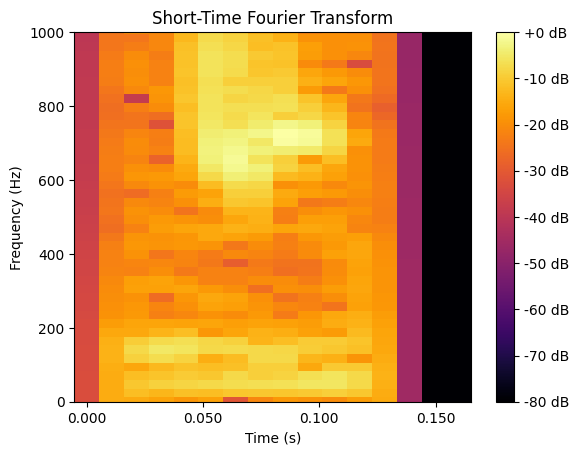 Short-Time Fourier Transform
1000
800
600
400
200
0
Frequency (Hz)
0.000
0.050
0.100
0.150
Time (s)
+0 dB
-10 dB
-20 dB
-30 dB
-40 dB
-50 dB
-60 dB
-70 dB
-80 dB